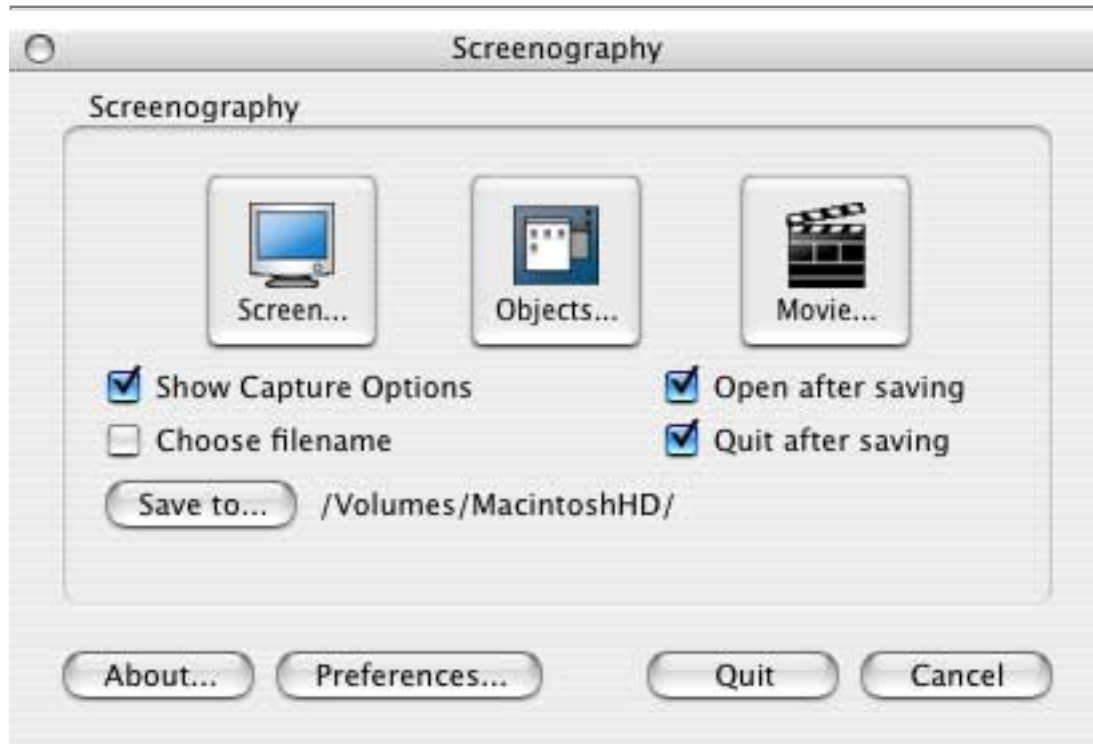 Screenography
Screenography
Screen... Objects... Movie...
Show Capture Options Open after saving
Choose filename Quit after saving
Save to... /Volumes/MacintoshHD/
About... Preferences... Quit Cancel